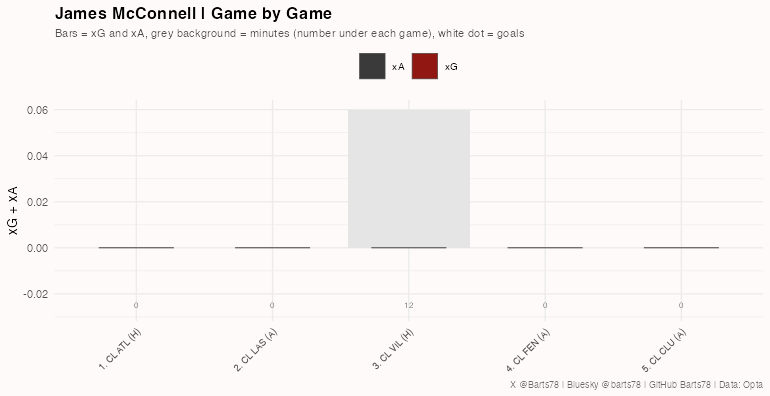 James McConnell | Game by Game
Bars = xG and xA, grey background = minutes (number under each game), white dot = goals
xA xG
xG + xA
0.06
0.04
0.02
0.00
-0.02
0 0 12 0 0
1. CL ATL (H) 2. CL LAS (A) 3. CL VIL (H) 4. CL FEN (A) 5. CL CLU (A)
X @Barts78 | Bluesky @barts78 | GitHub Barts78 | Data: Opta